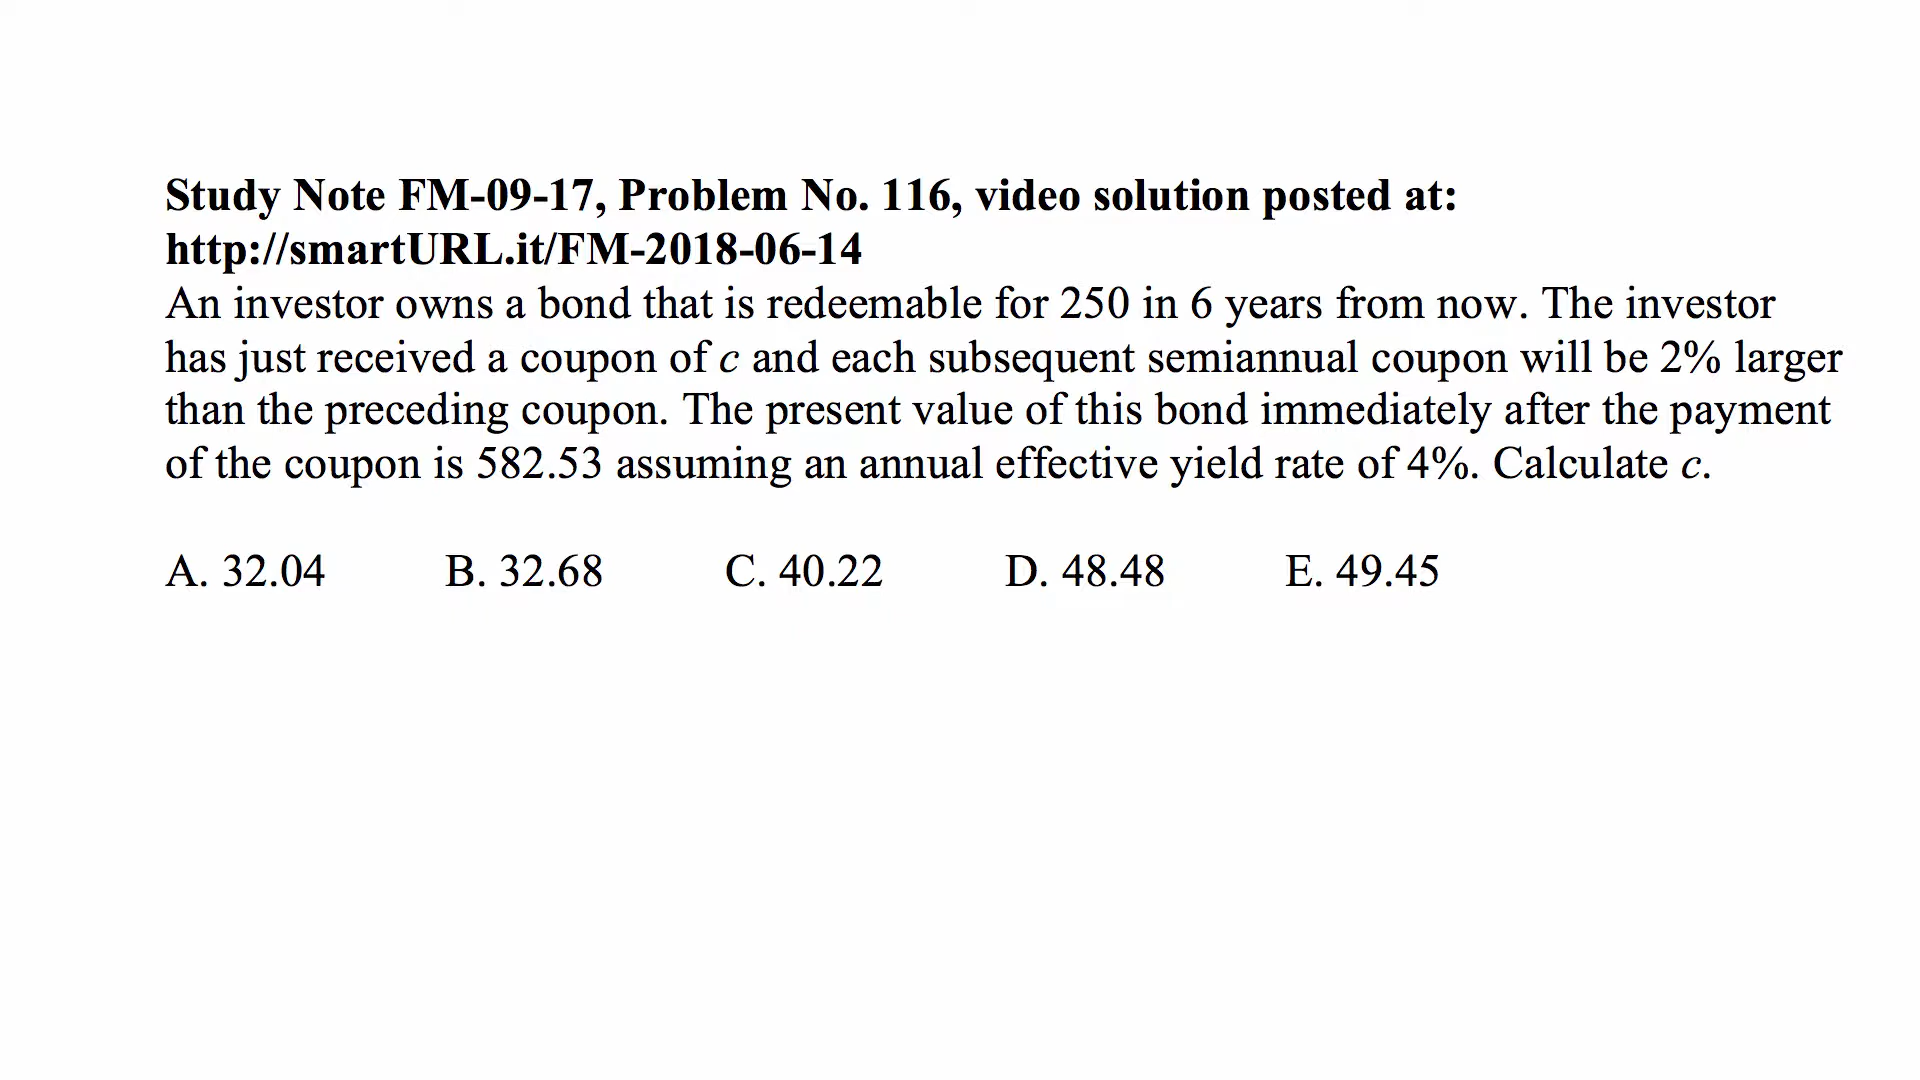 Study Note FM-09-17, Problem No. 116, video solution posted at:
http://smartURL.it/FM-2018-06-14
An investor owns a bond that is redeemable for 250 in 6 years from now. The investor
has just received a coupon of c and each subsequent semiannual coupon will be 2% larger
than the preceding coupon. The present value of this bond immediately after the payment
of the coupon is 582.53 assuming an annual effective yield rate of 4%. Calculate c.
A. 32.04 B. 32.68 C. 40.22 D. 48.48 E. 49.45